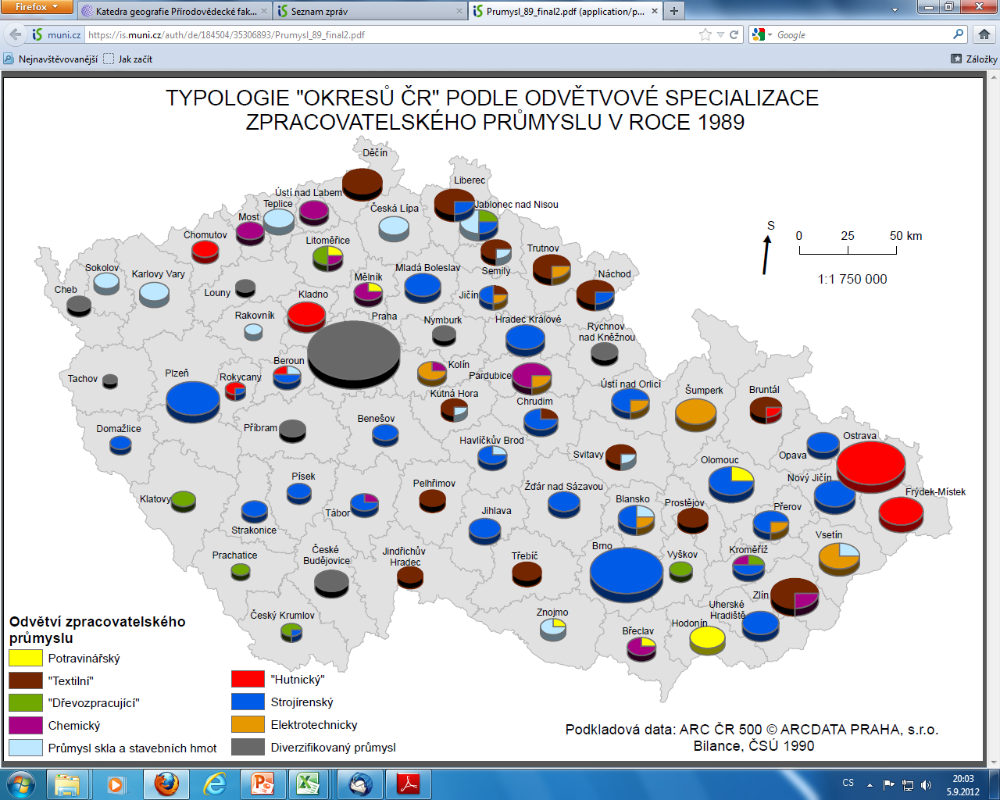 Firefox
Katedra geografie Přírodovědecké fak...
Seznam zpráv
Prumysl_89_final2.pdf (application/p...
muni.cz
https://is.muni.cz/auth/de/184504/35306893/Prumysl_89_final2.pdf
Google
Nejnavštěvovanější
Jak začít
Záložky
TYPOLOGIE "OKRESŮ ČR" PODLE ODVĚTVOVÉ SPECIALIZACE
ZPRACOVATELSKÉHO PRŮMYSLU V ROCE 1989
Děčín
Liberec
Ústí nad Labem
Teplice
Jablonec nad Nisou
Česká Lípa
Most
Chomutov
Litoměřice
Trutnov
Semily
Mladá Boleslav
Sokolov
Karlovy Vary
Náchod
Mělník
Cheb
Louny
Kladno
Jičín
Rakovník
Praha
Nymburk
Hradec Králové
Rychnov
nad Kněžnou
Beroun
Kolín
Plzeň
Rokycany
Pardubice
Tachov
Ústí nad Orlicí
Šumperk
Bruntál
Kutná Hora
Chrudim
Příbram
Benešov
Domažlice
Havlíčkův Brod
Ostrava
Svitavy
Opava
Olomouc
Písek
Nový Jičín
Pelhřimov
Žďár nad Sázavou
Frýdek-Místek
Klatovy
Blansko
Prostějov
Přerov
Tábor
Jihlava
Strakonice
Vsetín
Brno
České
Budějovice
Jindřichův
Hradec
Kroměříž
Prachatice
Třebíč
Vyškov
Zlín
Uherské
Hradiště
Český Krumlov
Znojmo
Břeclav
Hodonín
S
0 25 50 km
1:1 750 000
Odvětví zpracovatelského
průmyslu
Potravinářský
"Textilní"
"Dřevozpracující"
Chemický
Průmysl skla a stavebních hmot
"Hutnický"
Strojírenský
Elektrotechnicky
Diverzifikovaný průmysl
Podkladová data: ARC ČR 500 © ARCDATA PRAHA, s.r.o.
Bilance, ČSÚ 1990
CS
20:03
5.9.2012